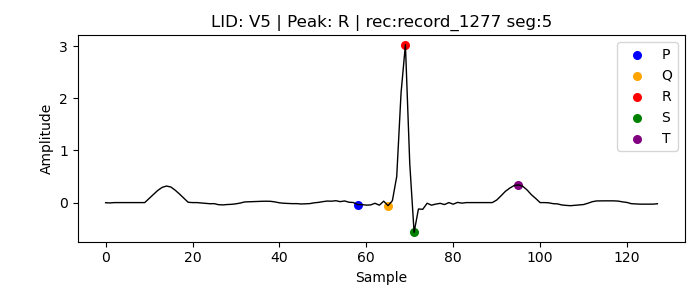 LID: V5 | Peak: R | rec:record_1277 seg:5
Amplitude
3
2
1
0
P
Q
R
S
T
0 20 40 60 80 100 120
Sample